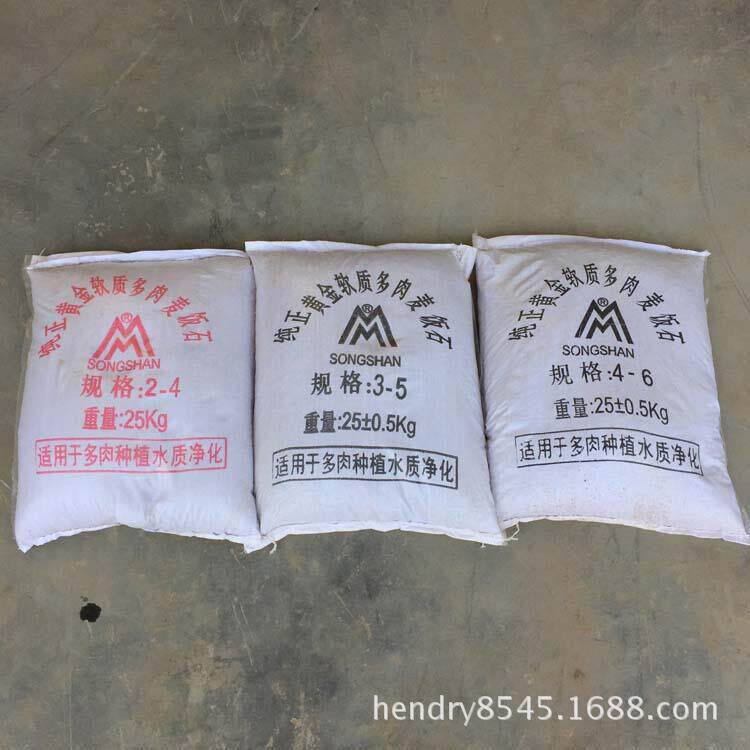 纯正黄金软质多肉麦饭石
®
SONGSHAN
规格:2-4
重量:25Kg
适用于多肉种植水质净化
纯正黄金软质多肉麦饭石
®
SONGSHAN
规格:3-5
重量:25±0.5Kg
适用于多肉种植水质净化
纯正黄金软质多肉麦饭石
®
SONGSHAN
规格:4-6
重量:25±0.5Kg
适用于多肉种植水质净化
hendry8545.1688.com